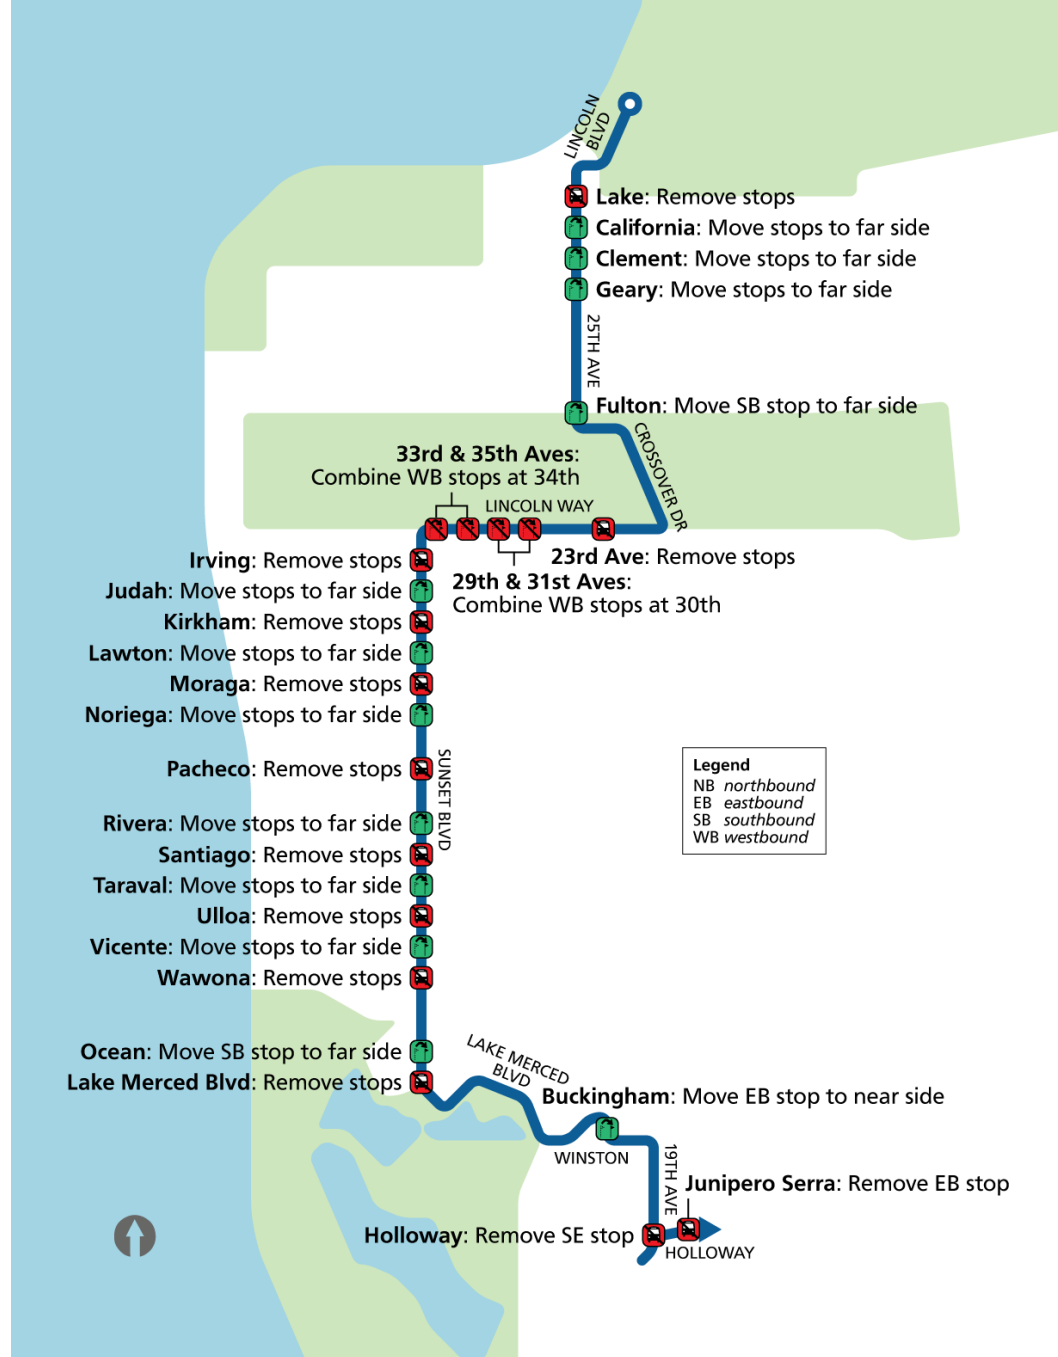 LINCOLN
BLVD
Lake: Remove stops
California: Move stops to far side
Clement: Move stops to far side
Geary: Move stops to far side
25TH AVE
Fulton: Move SB stop to far side
CROSSOVER DR
33rd & 35th Aves:
Combine WB stops at 34th
LINCOLN WAY
23rd Ave: Remove stops
29th & 31st Aves:
Combine WB stops at 30th
Irving: Remove stops
Judah: Move stops to far side
Kirkham: Remove stops
Lawton: Move stops to far side
Moraga: Remove stops
Noriega: Move stops to far side
Pacheco: Remove stops
SUNSET BLVD
Rivera: Move stops to far side
Santiago: Remove stops
Taraval: Move stops to far side
Ulloa: Remove stops
Vicente: Move stops to far side
Wawona: Remove stops
Legend
NB northbound
EB eastbound
SB southbound
WB westbound
Ocean: Move SB stop to far side
Lake Merced Blvd: Remove stops
LAKE MERCED
BLVD
Buckingham: Move EB stop to near side
WINSTON
19TH AVE
Junipero Serra: Remove EB stop
Holloway: Remove SE stop
HOLLOWAY